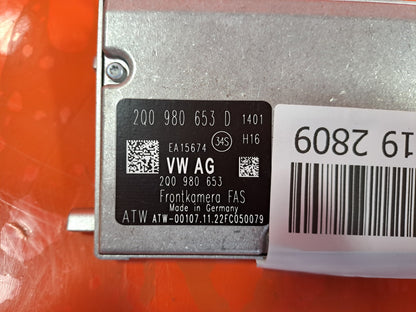 2Q0 980 653 D 1401
EA15674 34S H16
VW AG
2Q0 980 653
Frontkamera FAS
Made in Germany
ATW ATW-00107.11.22FC050079
19 2809